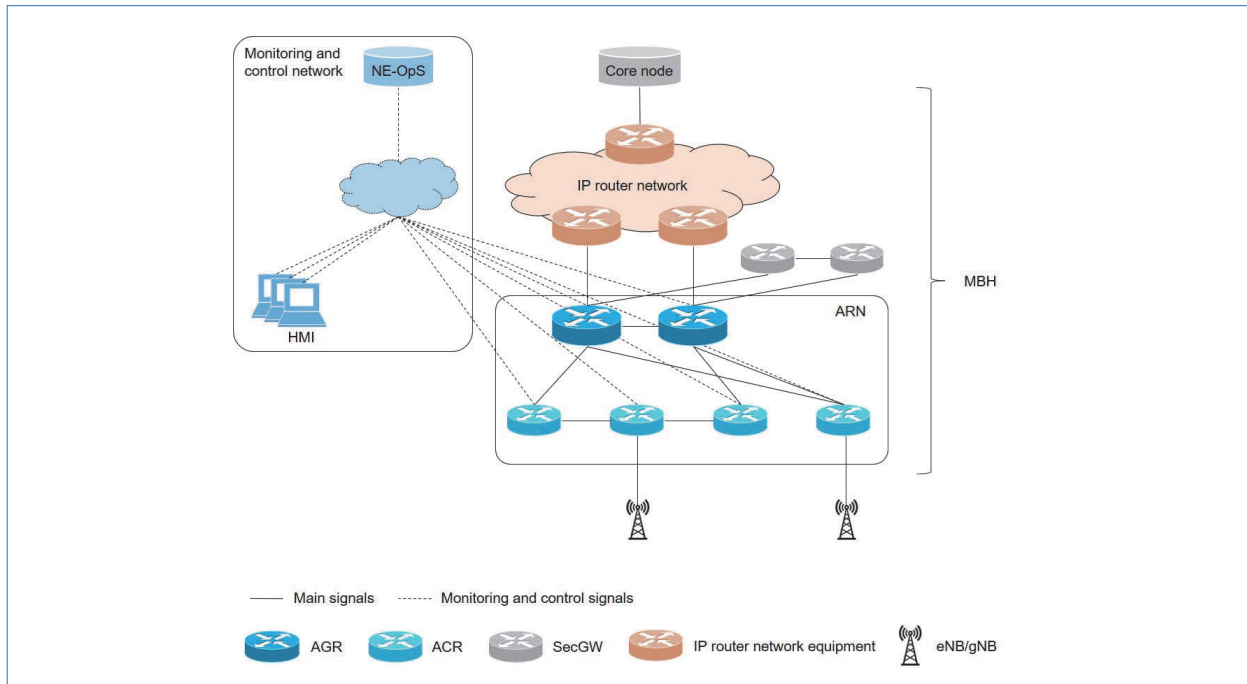 Monitoring and
control network
NE-OpS
Core node
IP router network
HMI
ARN
MBH
Main signals
Monitoring and control signals
AGR
ACR
SecGW
IP router network equipment
eNB/gNB